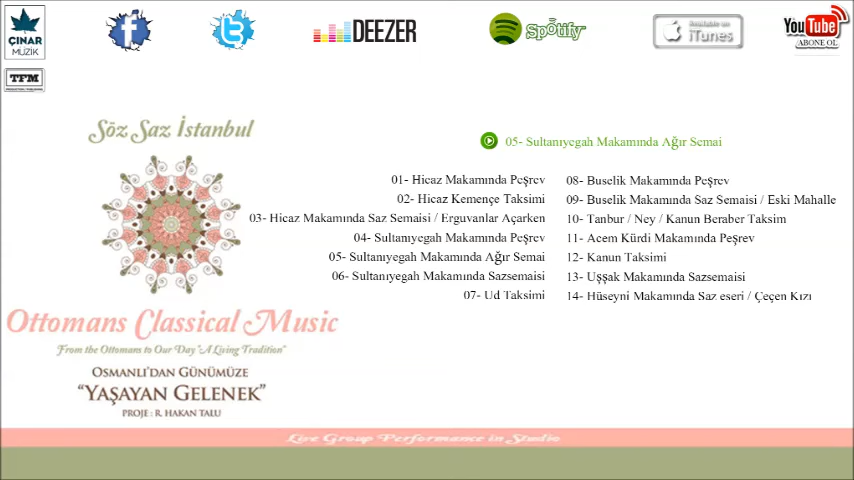 ÇINAR
MÜZİK
TFM
DEEZER
Spotify
Available on
iTunes
YouTube
ABONE OL
Söz Saz İstanbul
05- Sultanıyegah Makamında Ağır Semai
01- Hicaz Makamında Peşrev
02- Hicaz Kemençe Taksimi
03- Hicaz Makamında Saz Semaisi / Erguvanlar Açarken
04- Sultanıyegah Makamında Peşrev
05- Sultanıyegah Makamında Ağır Semai
06- Sultanıyegah Makamında Sazsemaisi
07- Ud Taksimi
08- Buselik Makamında Peşrev
09- Buselik Makamında Saz Semaisi / Eski Mahalle
10- Tanbur / Ney / Kanun Beraber Taksim
11- Acem Kürdi Makamında Peşrev
12- Kanun Taksimi
13- Uşşak Makamında Sazsemaisi
14- Hüseyni Makamında Saz eseri / Çeçen Kızı
Ottomans Classical Music
"From the Ottomans to Our Day "A Living Tradition"
OSMANLI'DAN GÜNÜMÜZE
"YAŞAYAN GELENEK"
PROJE : R. HAKAN TALU
Live Group Performance in Studio